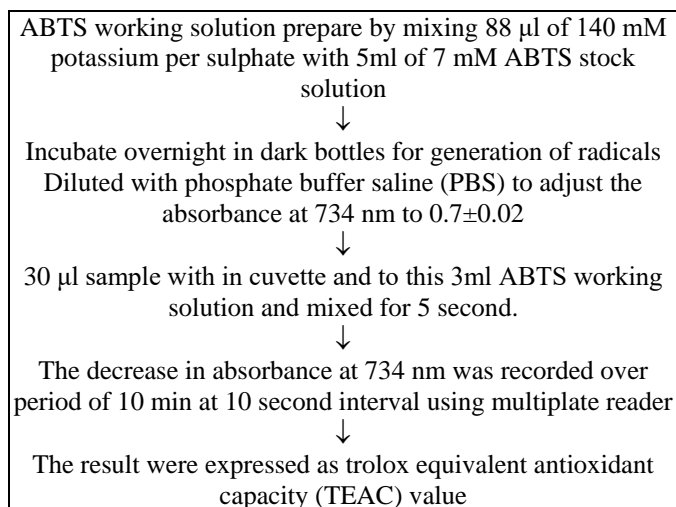 ABTS working solution prepare by mixing 88 µl of 140 mM
potassium per sulphate with 5ml of 7 mM ABTS stock
solution
↓
Incubate overnight in dark bottles for generation of radicals
Diluted with phosphate buffer saline (PBS) to adjust the
absorbance at 734 nm to 0.7±0.02
↓
30 µl sample with in cuvette and to this 3ml ABTS working
solution and mixed for 5 second.
↓
The decrease in absorbance at 734 nm was recorded over
period of 10 min at 10 second interval using multiplate reader
↓
The result were expressed as trolox equivalent antioxidant
capacity (TEAC) value